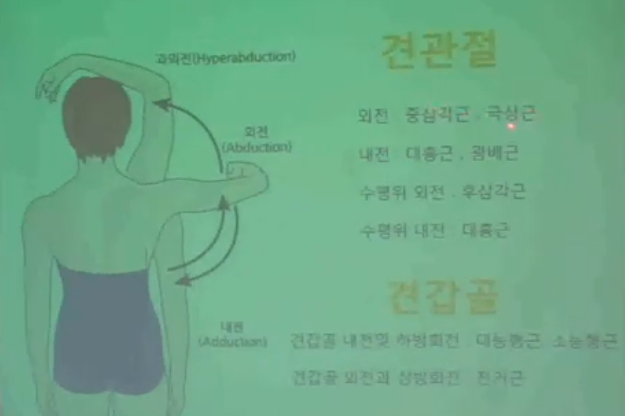 견관절
과외전(Hyperabduction)
외전 : 중삼각근 , 극상근
외전
(Abduction)
내전 : 대흉근 , 광배근
수평위 외전 : 후삼각근
수평위 내전 : 대흉근
견갑골
내전
(Adduction)
견갑골 내전및 하방회전 : 대능형근 소능형근
견갑골 외전과 상방회전 : 전거근